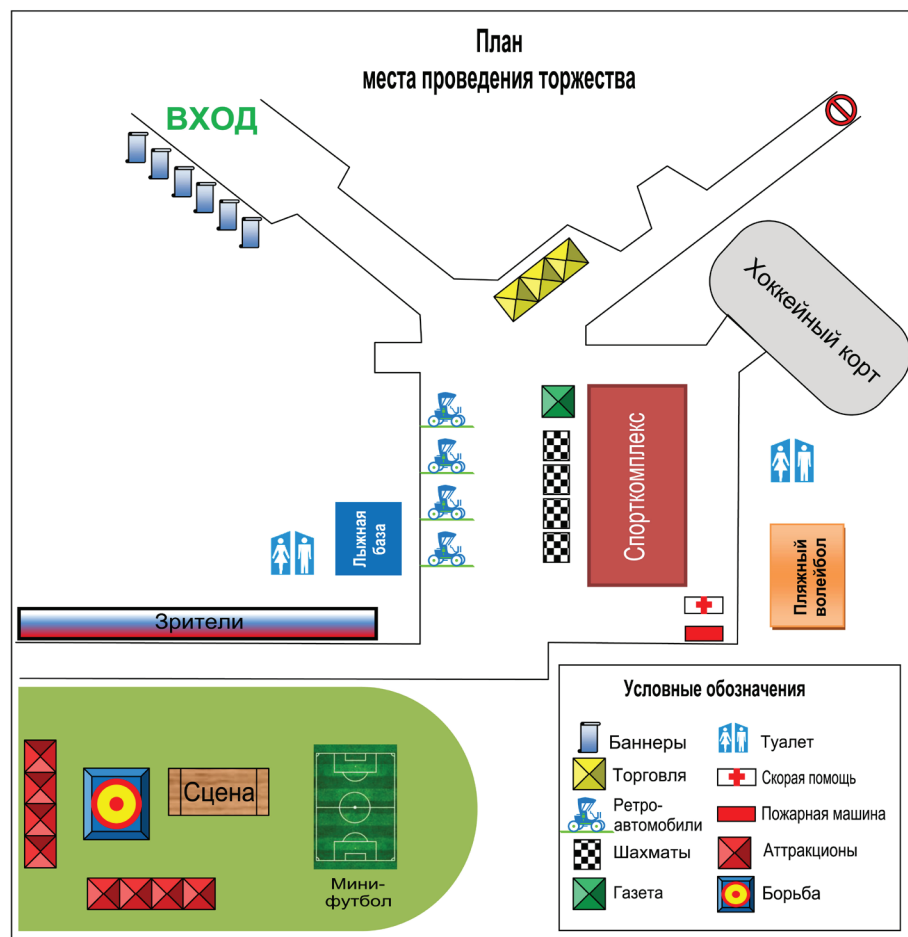 План
места проведения торжества
ВХОД
Хоккейный корт
Спорткомплекс
Лыжная
база
Пляжный
волейбол
Зрители
Сцена
Мини-
футбол
Условные обозначения
Баннеры
Торговля
Ретро-
автомобили
Шахматы
Газета
Туалет
Скорая помощь
Пожарная машина
Аттракционы
Борьба